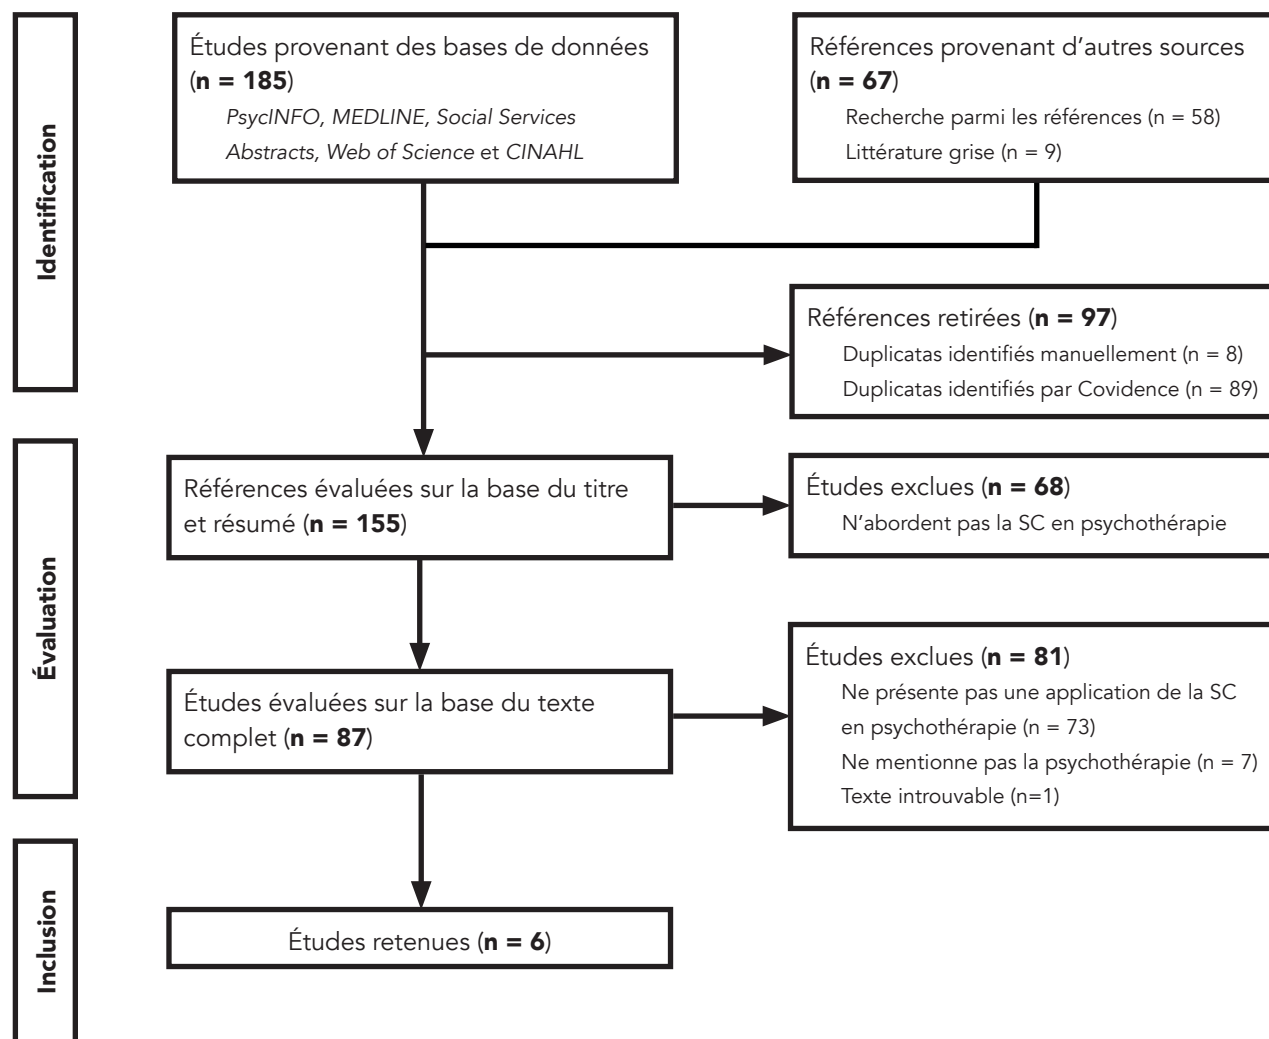 Identification
Études provenant des bases de données
(n = 185)
PsycINFO, MEDLINE, Social Services
Abstracts, Web of Science et CINAHL
Références provenant d'autres sources
(n = 67)
Recherche parmi les références (n = 58)
Littérature grise (n = 9)
Références retirées (n = 97)
Duplicatas identifiés manuellement (n = 8)
Duplicatas identifiés par Covidence (n = 89)
Évaluation
Références évaluées sur la base du titre
et résumé (n = 155)
Études exclues (n = 68)
N'abordent pas la SC en psychothérapie
Études évaluées sur la base du texte
complet (n = 87)
Études exclues (n = 81)
Ne présente pas une application de la SC
en psychothérapie (n = 73)
Ne mentionne pas la psychothérapie (n = 7)
Texte introuvable (n=1)
Inclusion
Études retenues (n = 6)